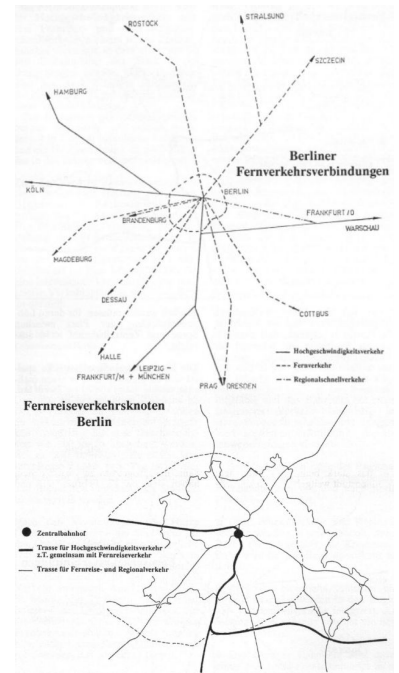 ROSTOCK
STRALSUND
SZCZECIN
HAMBURG
Berliner
Fernverkehrsverbindungen
KÖLN
BERLIN
BRANDENBURG
FRANKFURT/O
WARSCHAU
MAGDEBURG
DESSAU
COTTBUS
HALLE
LEIPZIG –
FRANKFURT/M + MÜNCHEN
PRAG
DRESDEN
Hochgeschwindigkeitsverkehr
Fernverkehr
Regionalschnellverkehr
Fernreiseverkehrsknoten
Berlin
Zentralbahnhof
Trasse für Hochgeschwindigkeitsverkehr
z.T. gemeinsam mit Fernreiseverkehr
Trasse für Fernreise- und Regionalverkehr